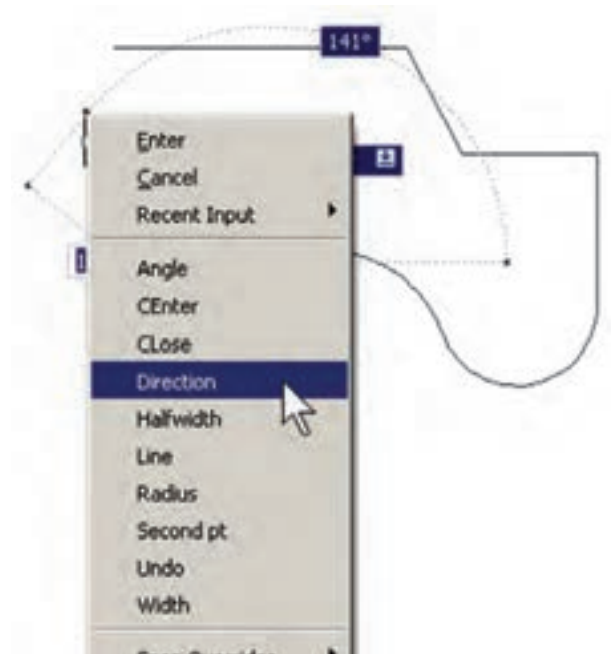 141°
Enter
Cancel
Recent Input
Angle
CEnter
CLose
Direction
Halfwidth
Line
Radius
Second pt
Undo
Width